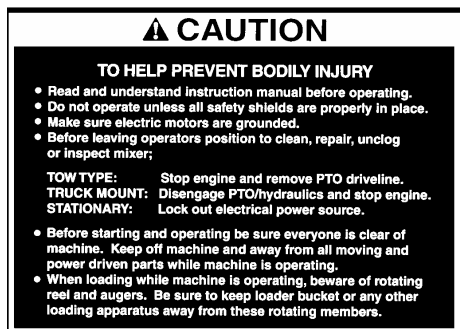 CAUTION
TO HELP PREVENT BODILY INJURY
• Read and understand instruction manual before operating.
• Do not operate unless all safety shields are properly in place.
• Make sure electric motors are grounded.
• Before leaving operators position to clean, repair, unclog
or inspect mixer;
TOW TYPE: Stop engine and remove PTO driveline.
TRUCK MOUNT: Disengage PTO/hydraulics and stop engine.
STATIONARY: Lock out electrical power source.
• Before starting and operating be sure everyone is clear of
machine. Keep off machine and away from all moving and
power driven parts while machine is operating.
• When loading while machine is operating, beware of rotating
reel and augers. Be sure to keep loader bucket or any other
loading apparatus away from these rotating members.